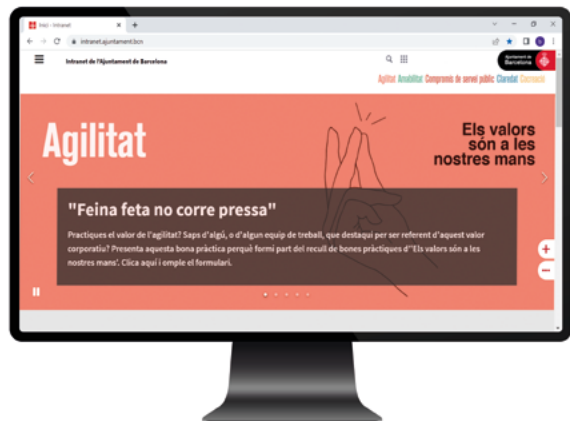 Inici - Intranet
intranet.ajuntament.bcn
Intranet de l'Ajuntament de Barcelona
Ajuntament de
Barcelona
Agilitat Amabilitat Compromís de servei públic Claredat Connexió
Agilitat
Els valors
són a les
nostres mans
"Feina feta no corre pressa"
Practiques el valor de l'agilitat? Saps d'algú, o d'algun equip de treball, que destaqui per ser referent d'aquest valor
corporatiu? Presenta aquesta bona pràctica perquè formi part del recull de bones pràctiques d'"Els valors són a les
nostres mans'. Clica aquí i omple el formulari.